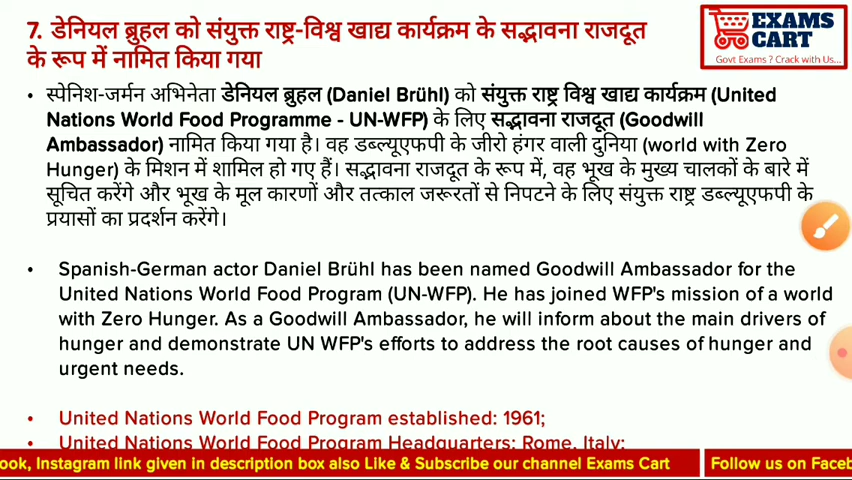 7. डेनियल ब्रुहल को संयुक्त राष्ट्र-विश्व खाद्य कार्यक्रम के सद्भावना राजदूत
के रूप में नामित किया गया
EXAMS
CART
Govt Exams ? Crack with Us...
• स्पेनिश-जर्मन अभिनेता डेनियल ब्रुहल (Daniel Brühl) को संयुक्त राष्ट्र विश्व खाद्य कार्यक्रम (United
Nations World Food Programme - UN-WFP) के लिए सद्भावना राजदूत (Goodwill
Ambassador) नामित किया गया है। वह डब्ल्यूएफपी के जीरो हंगर वाली दुनिया (world with Zero
Hunger) के मिशन में शामिल हो गए हैं। सद्भावना राजदूत के रूप में, वह भूख के मुख्य चालकों के बारे में
सूचित करेंगे और भूख के मूल कारणों और तत्काल जरूरतों से निपटने के लिए संयुक्त राष्ट्र डब्ल्यूएफपी के
प्रयासों का प्रदर्शन करेंगे।
• Spanish-German actor Daniel Brühl has been named Goodwill Ambassador for the
United Nations World Food Program (UN-WFP). He has joined WFP's mission of a world
with Zero Hunger. As a Goodwill Ambassador, he will inform about the main drivers of
hunger and demonstrate UN WFP's efforts to address the root causes of hunger and
urgent needs.
• United Nations World Food Program established: 1961;
• United Nations World Food Program Headquarters: Rome, Italy;
ook, Instagram link given in description box also Like & Subscribe our channel Exams Cart
Follow us on Faceb